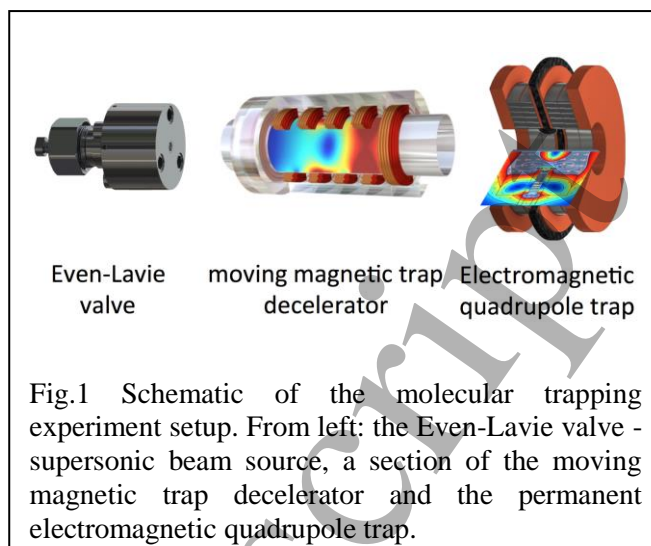 Even-Lavie moving magnetic trap Electromagnetic
valve decelerator quadrupole trap
Fig.1 Schematic of the molecular trapping
experiment setup. From left: the Even-Lavie valve -
supersonic beam source, a section of the moving
magnetic trap decelerator and the permanent
electromagnetic quadrupole trap.